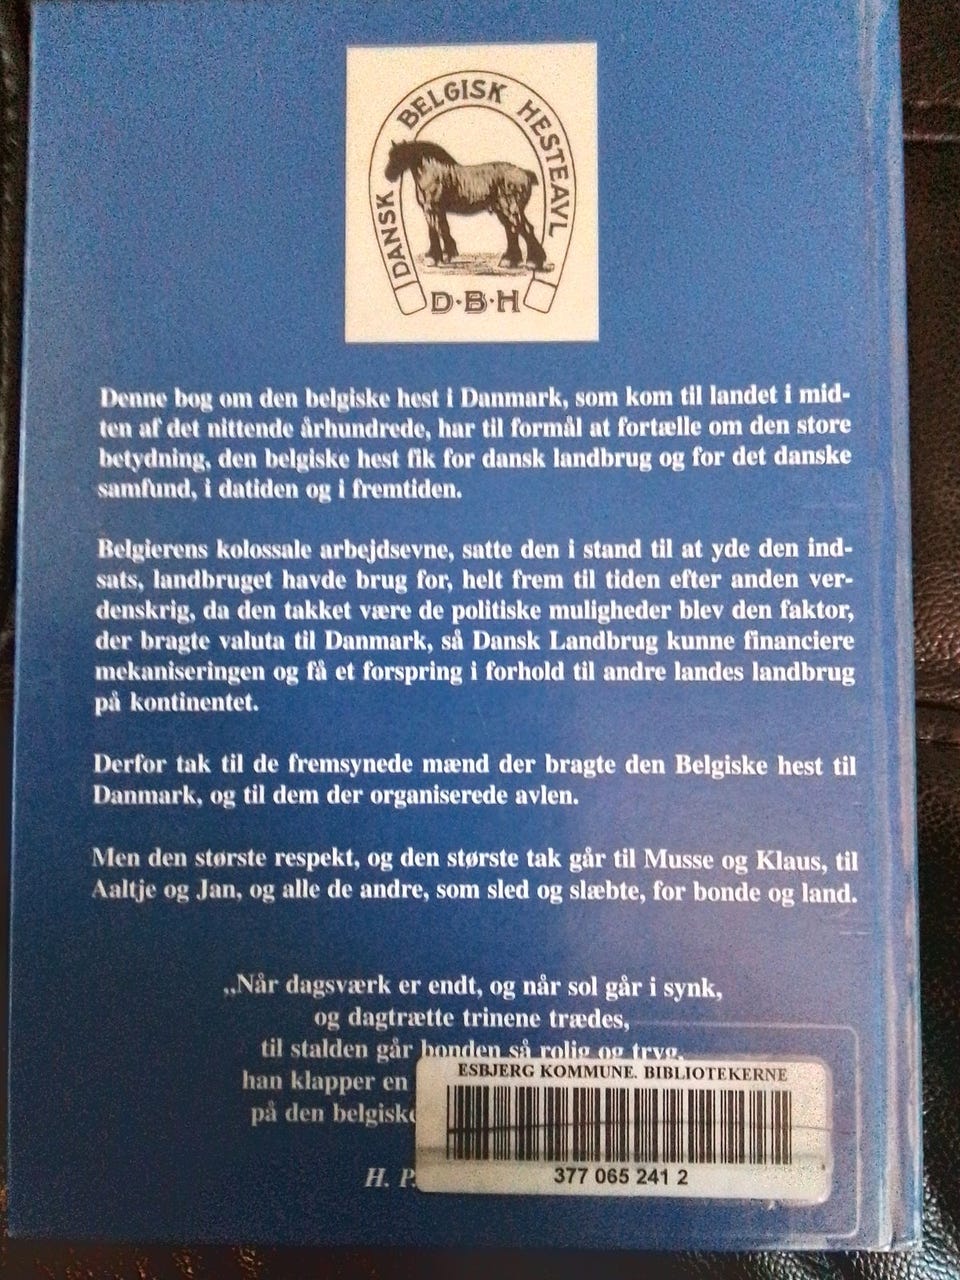 DANSK BELGISK HESTEAVL
D·B·H
Denne bog om den belgiske hest i Danmark, som kom til landet i mid-
ten af det nittende århundrede, har til formål at fortælle om den store
betydning, den belgiske hest fik for dansk landbrug og for det danske
samfund, i datiden og i fremtiden.
Belgierens kolossale arbejdsevne, satte den i stand til at yde den ind-
sats, landbruget havde brug for, helt frem til tiden efter anden ver-
denskrig, da den takket være de politiske muligheder blev den faktor,
der bragte valuta til Danmark, så Dansk Landbrug kunne financiere
mekaniseringen og få et forspring i forhold til andre landes landbrug
på kontinentet.
Derfor tak til de fremsynede mænd der bragte den Belgiske hest til
Danmark, og til dem der organiserede avlen.
Men den største respekt, og den største tak går til Musse og Klaus, til
Aaltje og Jan, og alle de andre, som sled og slæbte, for bonde og land.
„Når dagsværk er endt, og når sol går i synk,
og dagtrætte trinene trædes,
til stalden går bonden så rolig og tryg,
han klapper en
på den belgiske
H. P.
ESBJERG KOMMUNE. BIBLIOTEKERNE
377 065 241 2